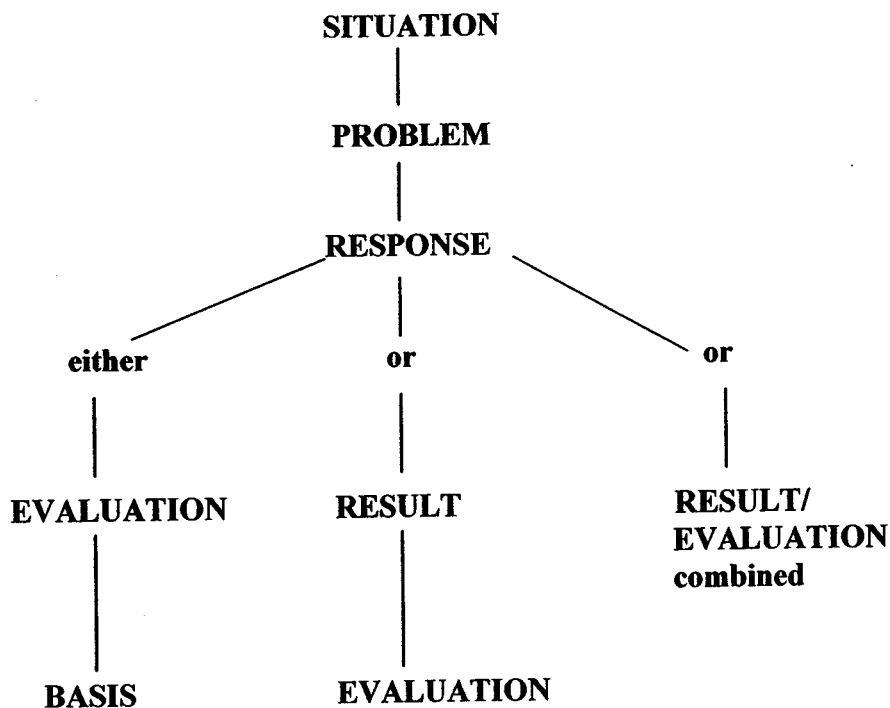 SITUATION
PROBLEM
RESPONSE
either
or
or
EVALUATION
RESULT
RESULT/
EVALUATION
combined
BASIS
EVALUATION